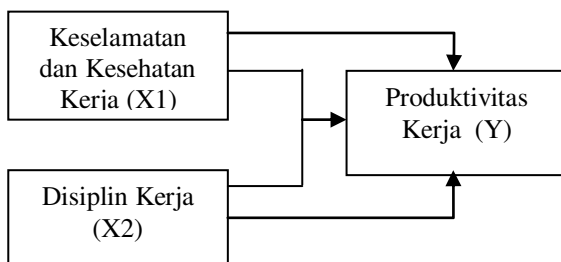 Keselamatan
dan Kesehatan
Kerja (X1)
Produktivitas
Kerja (Y)
Disiplin Kerja
(X2)